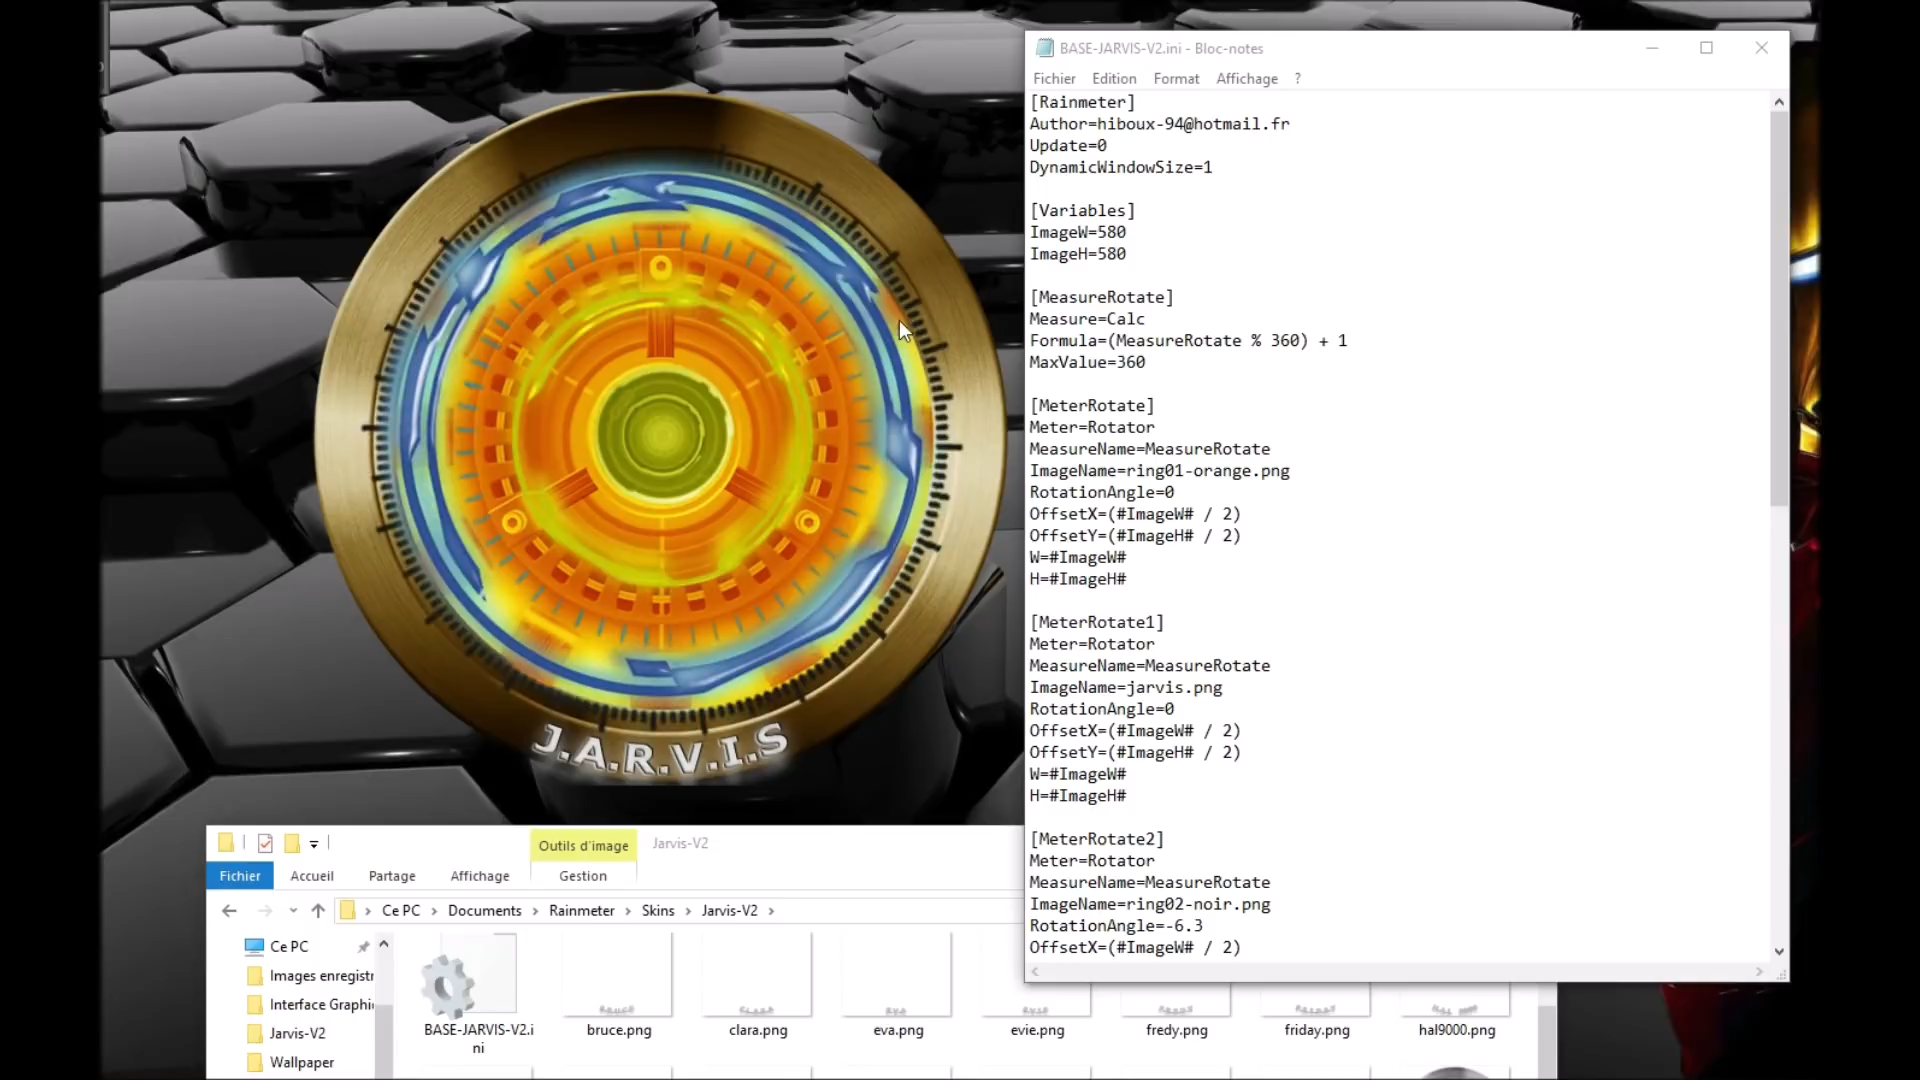 BASE-JARVIS-V2.ini - Bloc-notes
Fichier Edition Format Affichage ?
[Rainmeter]
Author=hiboux-94@hotmail.fr
Update=0
DynamicWindowSize=1
[Variables]
ImageW=580
ImageH=580
[MeasureRotate]
Measure=Calc
Formula=(MeasureRotate % 360) + 1
MaxValue=360
[MeterRotate]
Meter=Rotator
MeasureName=MeasureRotate
ImageName=ring01-orange.png
RotationAngle=0
OffsetX=(#ImageW# / 2)
OffsetY=(#ImageH# / 2)
W=#ImageW#
H=#ImageH#
[MeterRotate1]
Meter=Rotator
MeasureName=MeasureRotate
ImageName=jarvis.png
RotationAngle=0
OffsetX=(#ImageW# / 2)
OffsetY=(#ImageH# / 2)
W=#ImageW#
H=#ImageH#
[MeterRotate2]
Meter=Rotator
MeasureName=MeasureRotate
ImageName=ring02-noir.png
RotationAngle=-6.3
OffsetX=(#ImageW# / 2)
J.A.R.V.I.S
Outils d'image Jarvis-V2
Fichier Accueil Partage Affichage Gestion
Ce PC > Documents > Rainmeter > Skins > Jarvis-V2 >
Ce PC
Images enregistr
Interface Graphi
Jarvis-V2
Wallpaper
BASE-JARVIS-V2.i
ni
bruce.png
clara.png
eva.png
evie.png
fredy.png
friday.png
hal9000.png